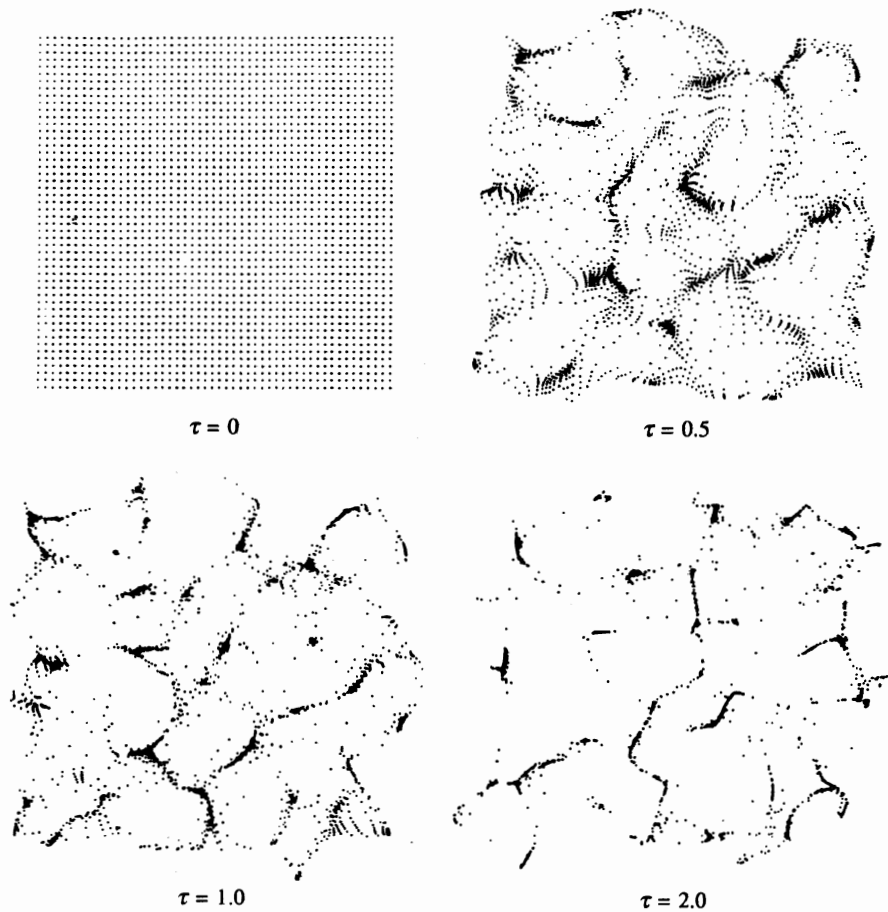 τ = 0
τ = 0.5
τ = 1.0
τ = 2.0